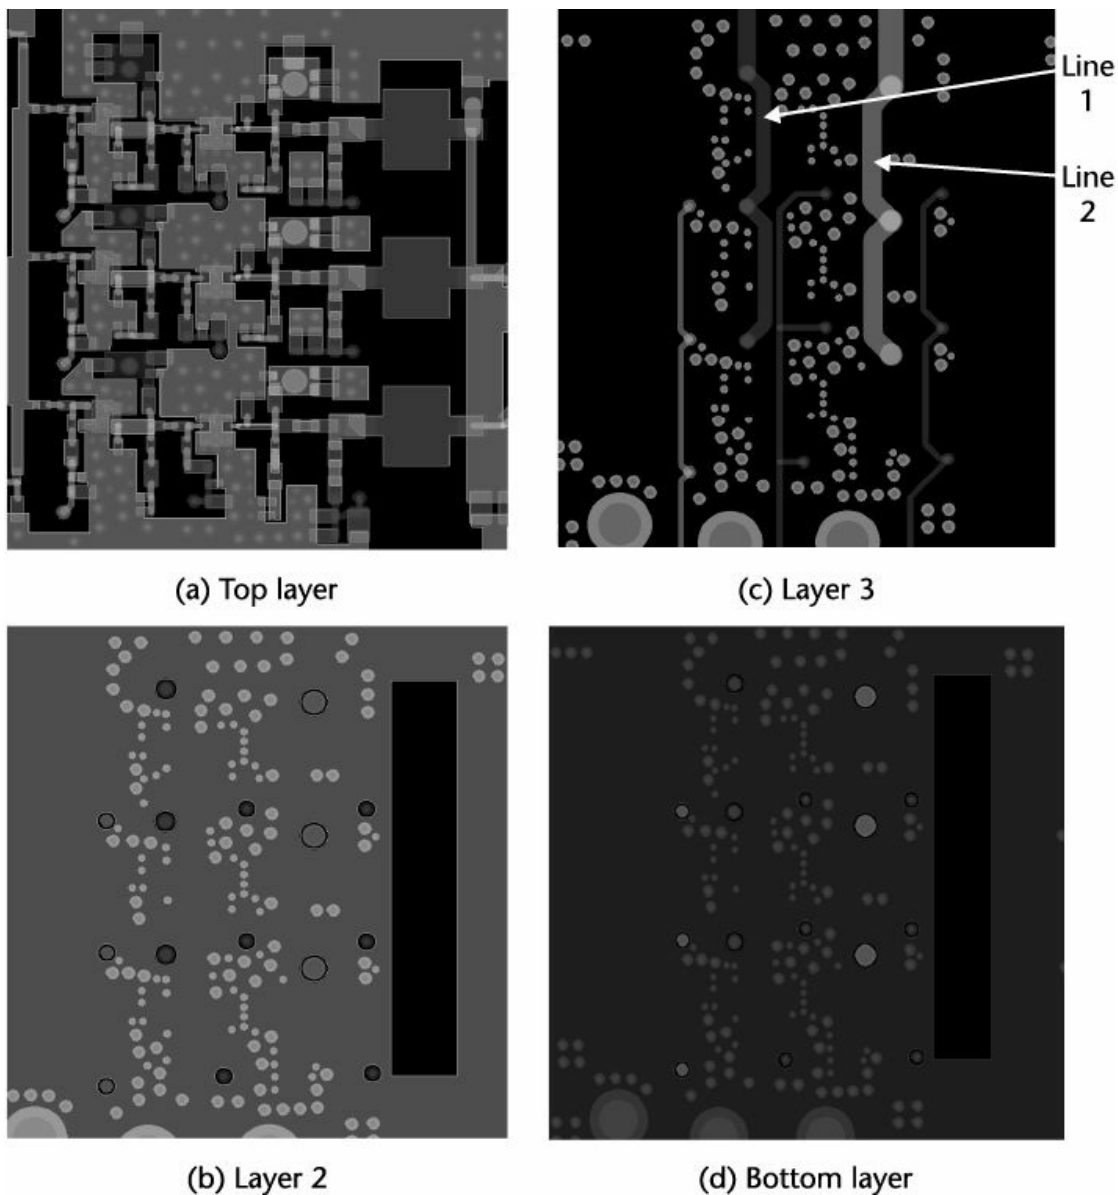 Line
1
Line
2
(a) Top layer
(c) Layer 3
(b) Layer 2
(d) Bottom layer